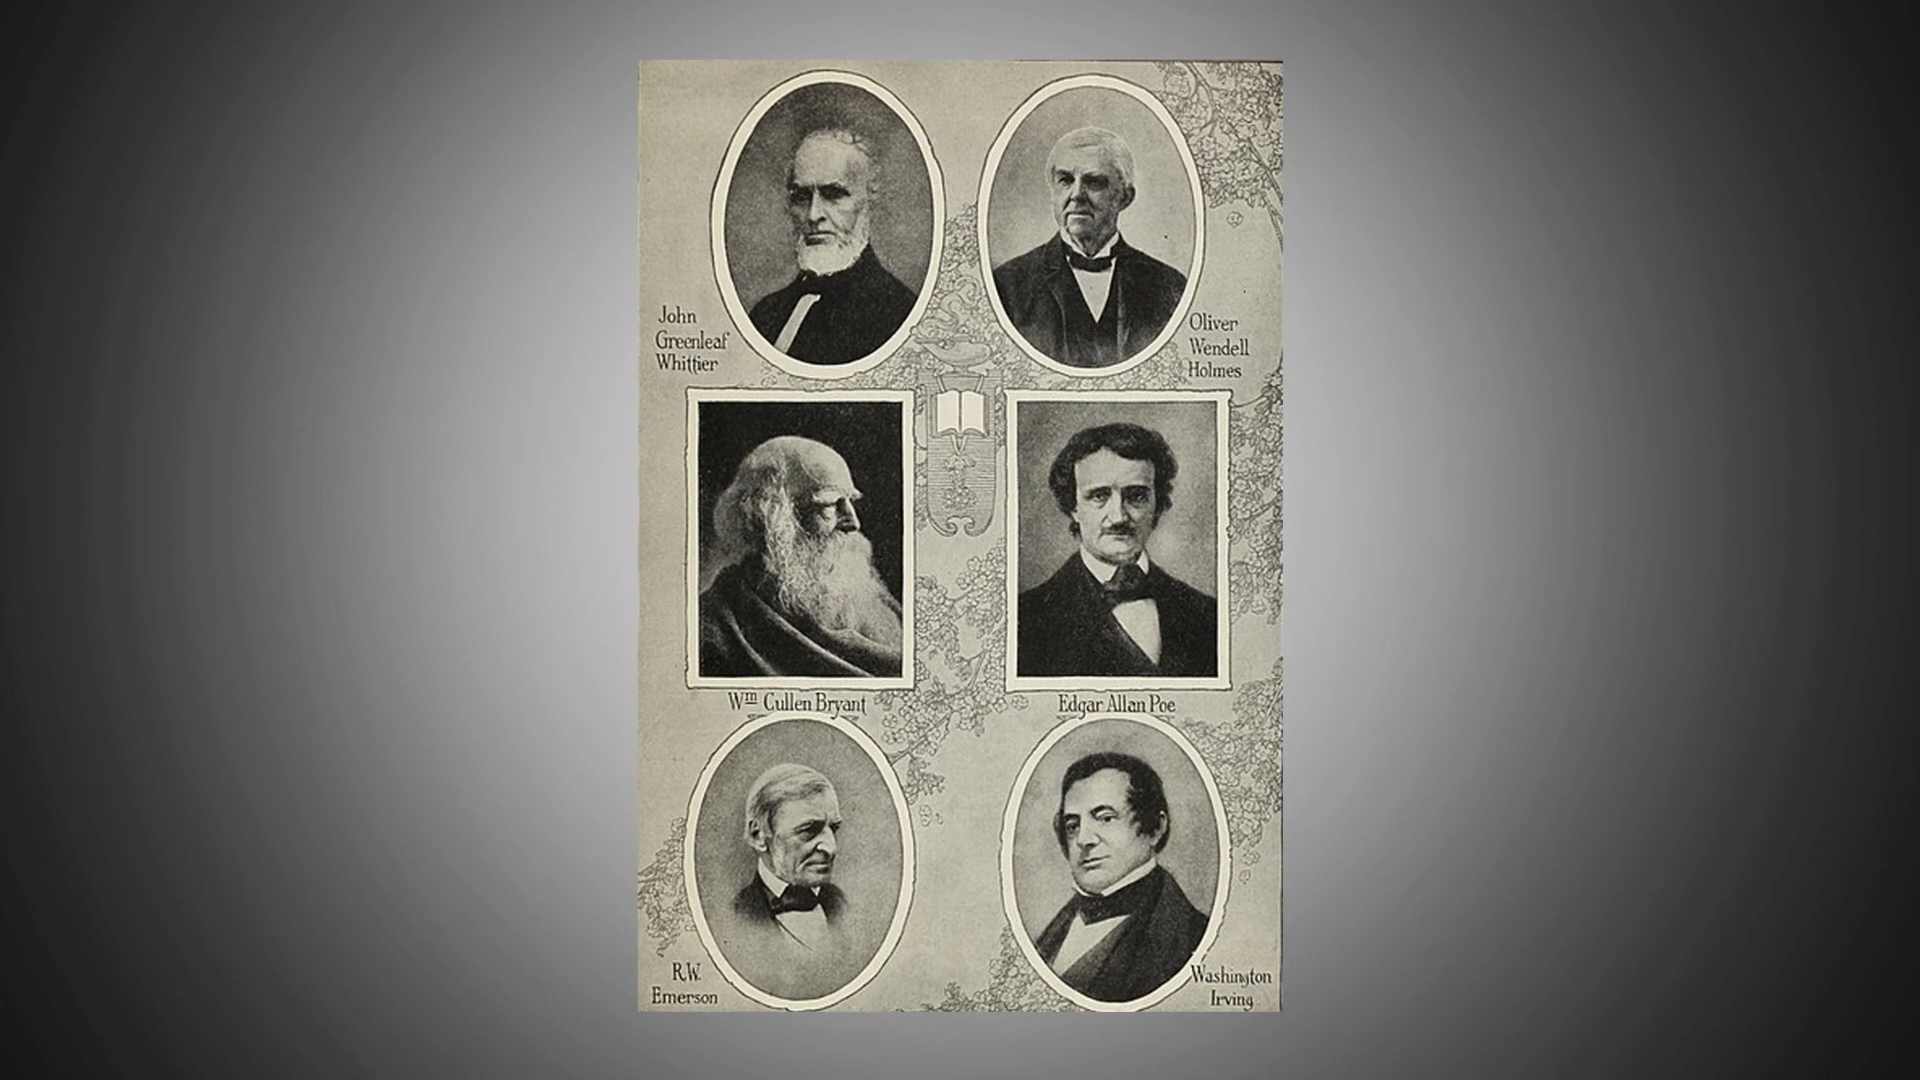 John
Greenleaf
Whittier
Oliver
Wendell
Holmes
Wm Cullen Bryant
Edgar Allan Poe
R.W.
Emerson
Washington
Irving